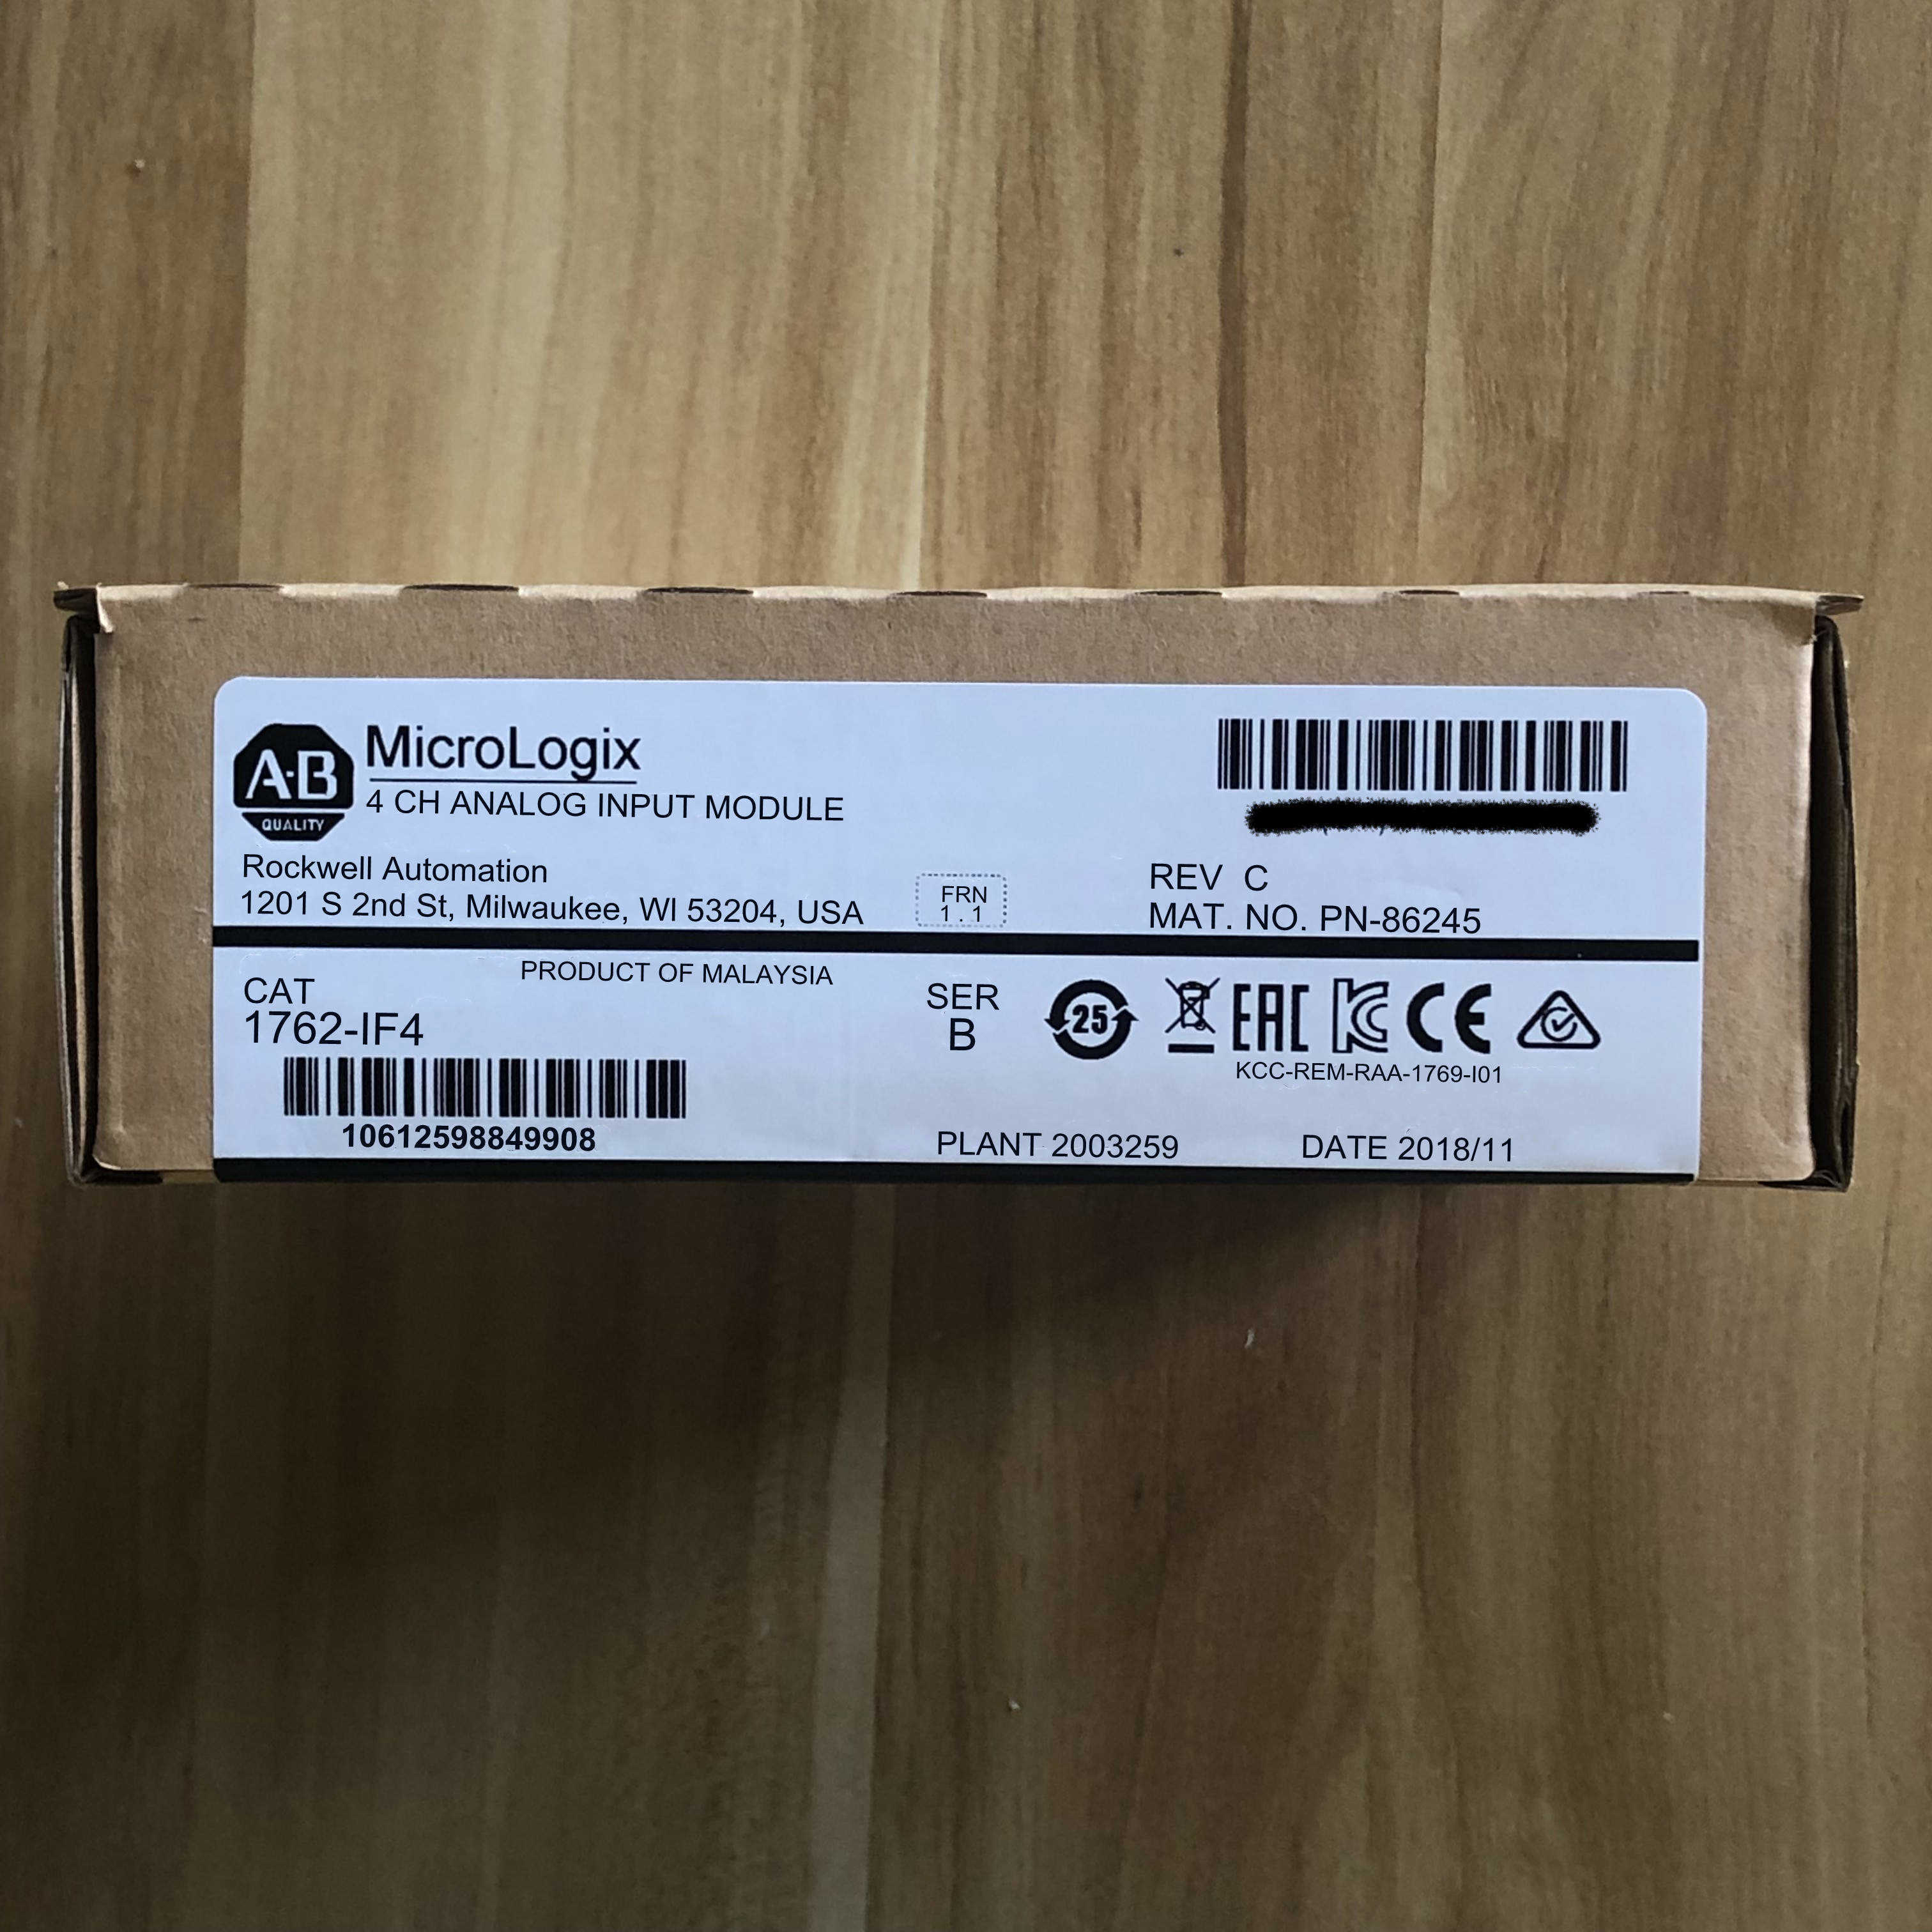 A-B
QUALITY
MicroLogix
4 CH ANALOG INPUT MODULE
Rockwell Automation
1201 S 2nd St, Milwaukee, WI 53204, USA
FRN
1.1
REV C
MAT. NO. PN-86245
PRODUCT OF MALAYSIA
CAT
1762-IF4
10612598849908
SER
B
25
EAC
KC
CE
KCC-REM-RAA-1769-I01
PLANT 2003259
DATE 2018/11